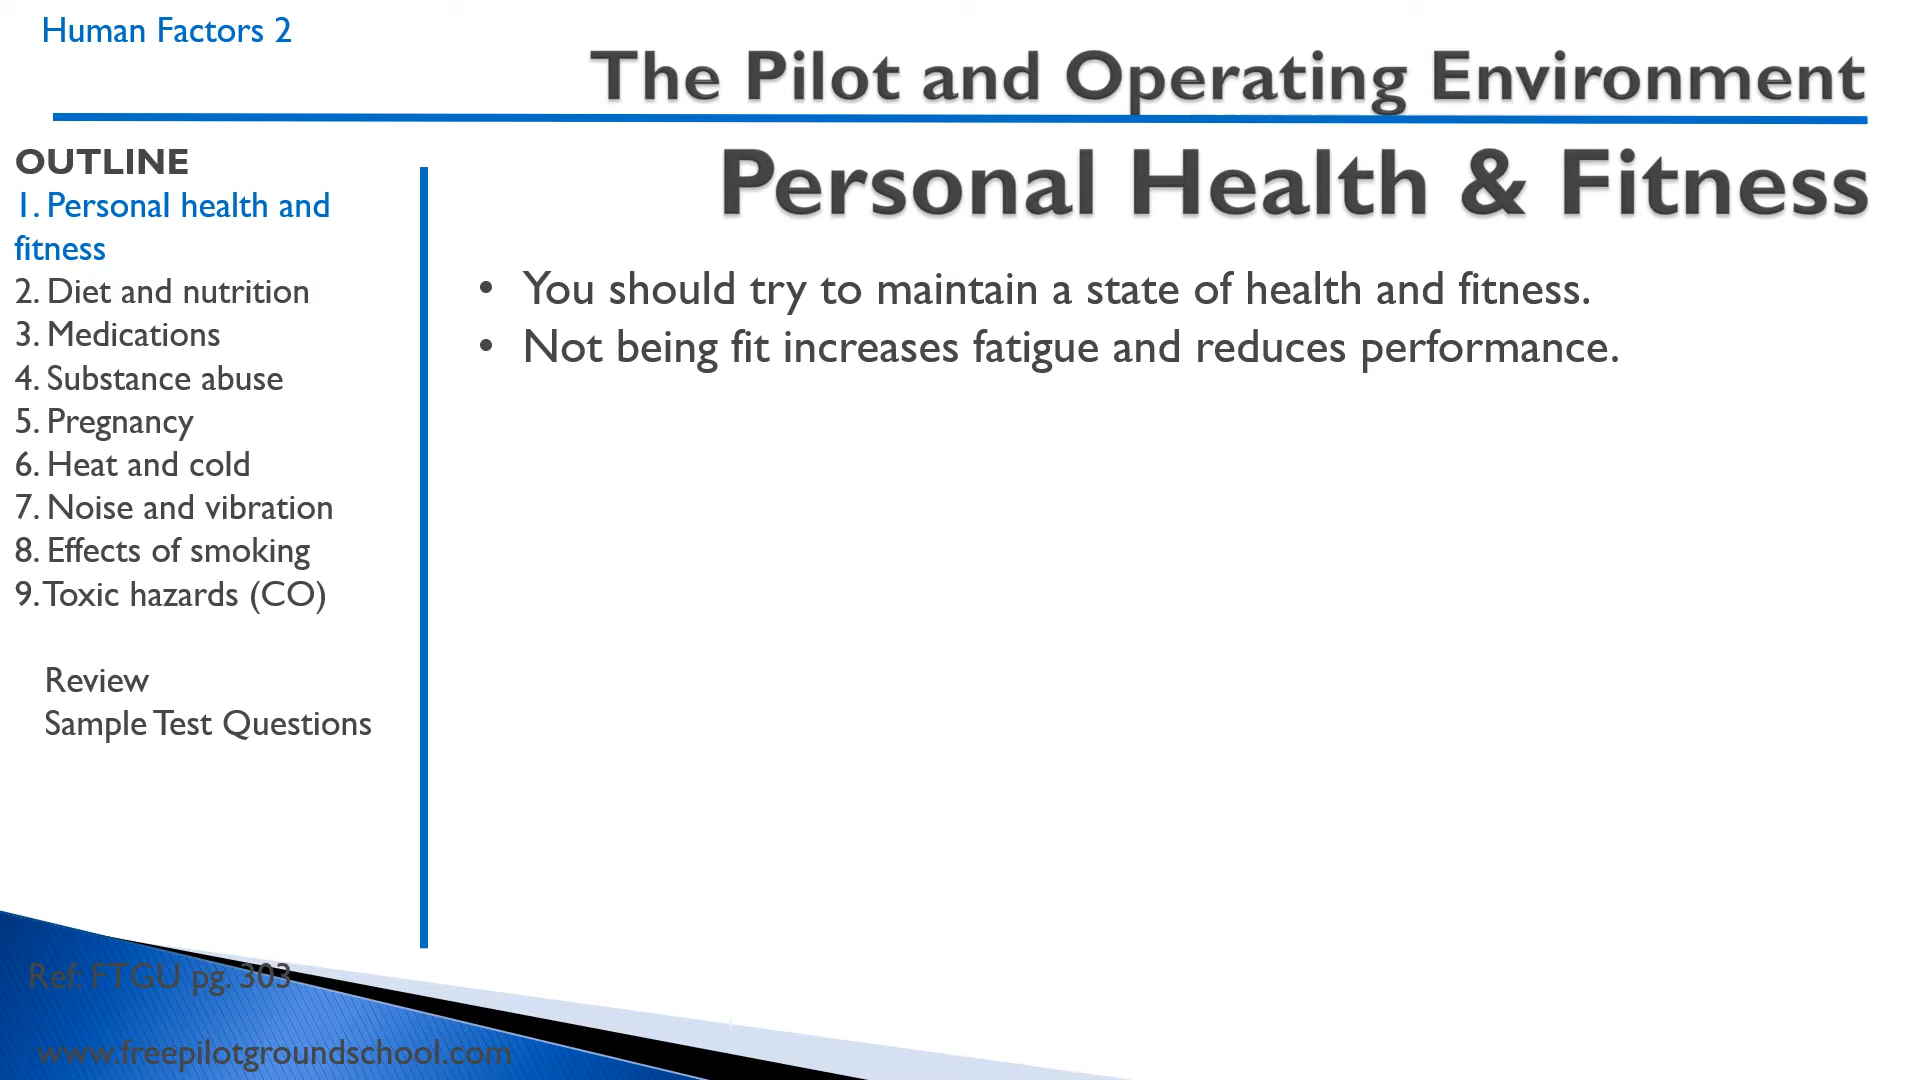 Human Factors 2
The Pilot and Operating Environment
OUTLINE
1. Personal health and
fitness
2. Diet and nutrition
3. Medications
4. Substance abuse
5. Pregnancy
6. Heat and cold
7. Noise and vibration
8. Effects of smoking
9. Toxic hazards (CO)
Review
Sample Test Questions
Personal Health & Fitness
• You should try to maintain a state of health and fitness.
• Not being fit increases fatigue and reduces performance.
Ref: FTGU pg. 303
www.freepilotgroundschool.com